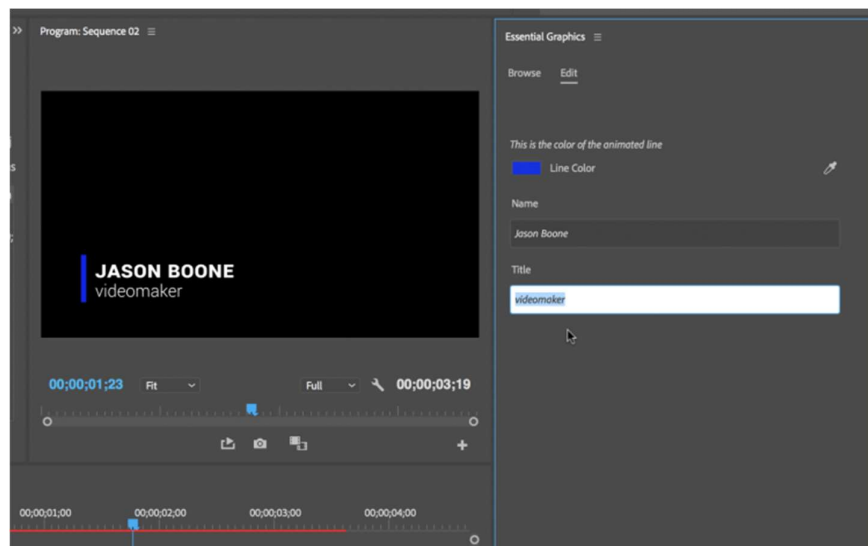 Program: Sequence 02
Essential Graphics
Browse
Edit
This is the color of the animated line
Line Color
Name
Jason Boone
Title
videomaker
JASON BOONE
videomaker
00;00;01;23
Fit
Full
00;00;03;19
00;00;01;00
00;00;02;00
00;00;03;00
00;00;04;00